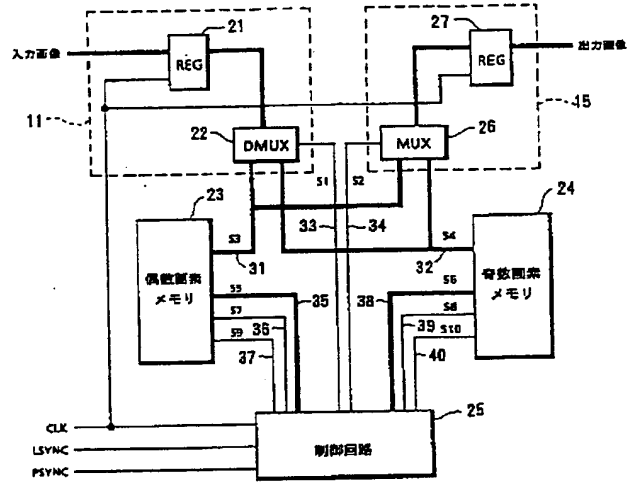 21
27
入力画像
REG
REG
出力画像
11
22
DMUX
MUX
26
15
S1
S2
23
24
33
34
S3
31
S4
32
偶数画素
メモリ
奇数画素
メモリ
S5
35
38
S6
S7
36
S8
39
S9
37
S10
40
25
CLK
LSYNC
PSYNC
制御回路